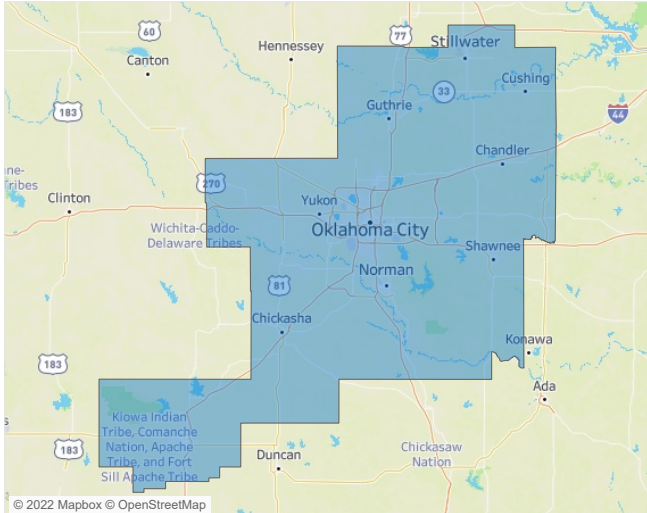 60
77
Stillwater
Hennessey
Canton
Cushing
33
Guthrie
183
44
Chandler
ne-
Tribes
270
Clinton
Yukon
Wichita-Caddo-
Delaware Tribes
Oklahoma City
Shawnee
Norman
81
Chickasha
Konawa
183
Ada
Kiowa Indian
Tribe, Comanche
Nation, Apache
Tribe, and Fort
Sill Apache Tribe
183
Duncan
Chickasaw
Nation
s
© 2022 Mapbox © OpenStreetMap